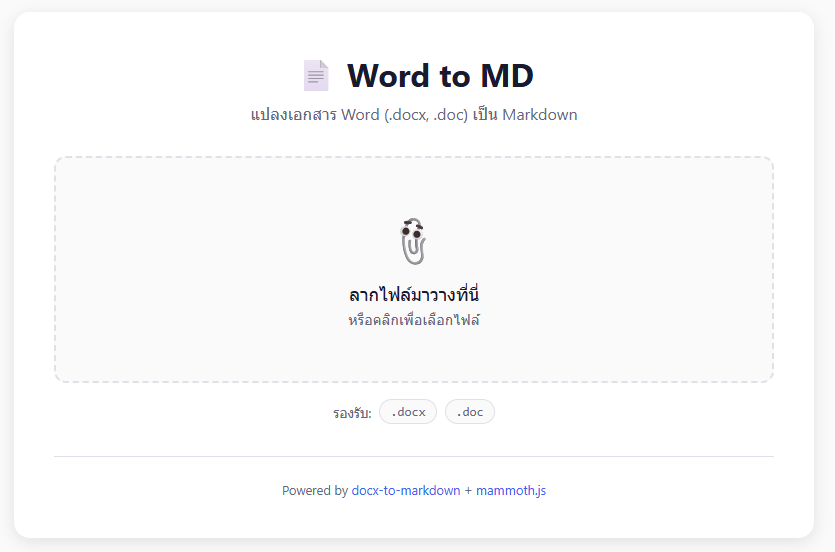 Word to MD
แปลงเอกสาร Word (.docx, .doc) เป็น Markdown
ลากไฟล์มาวางที่นี่
หรือคลิกเพื่อเลือกไฟล์
รองรับ: .docx .doc
Powered by docx-to-markdown + mammoth.js